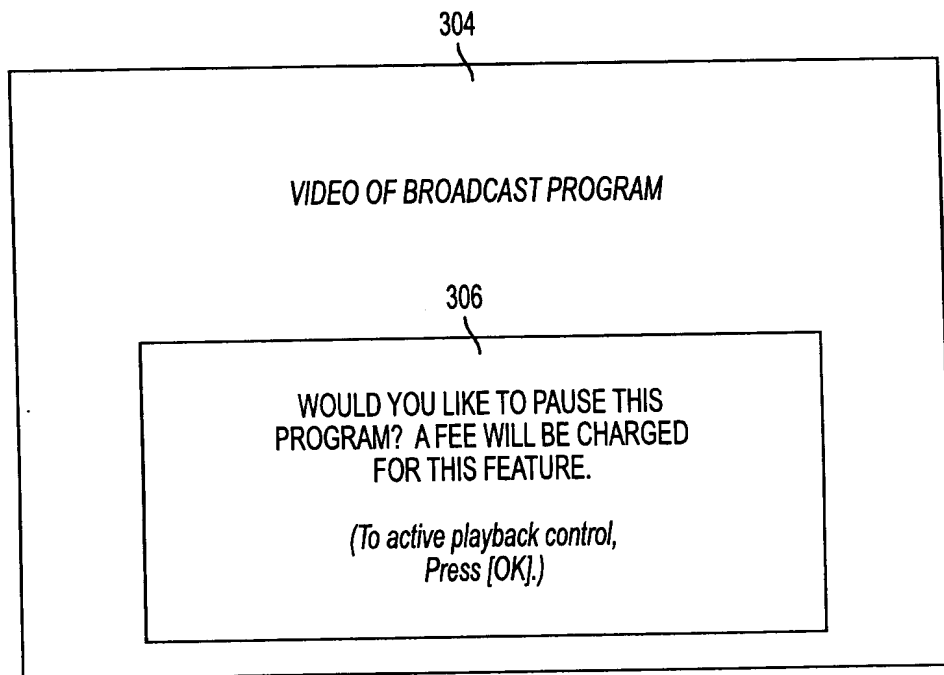 304
VIDEO OF BROADCAST PROGRAM
306
WOULD YOU LIKE TO PAUSE THIS
PROGRAM? A FEE WILL BE CHARGED
FOR THIS FEATURE.
(To active playback control,
Press [OK].)